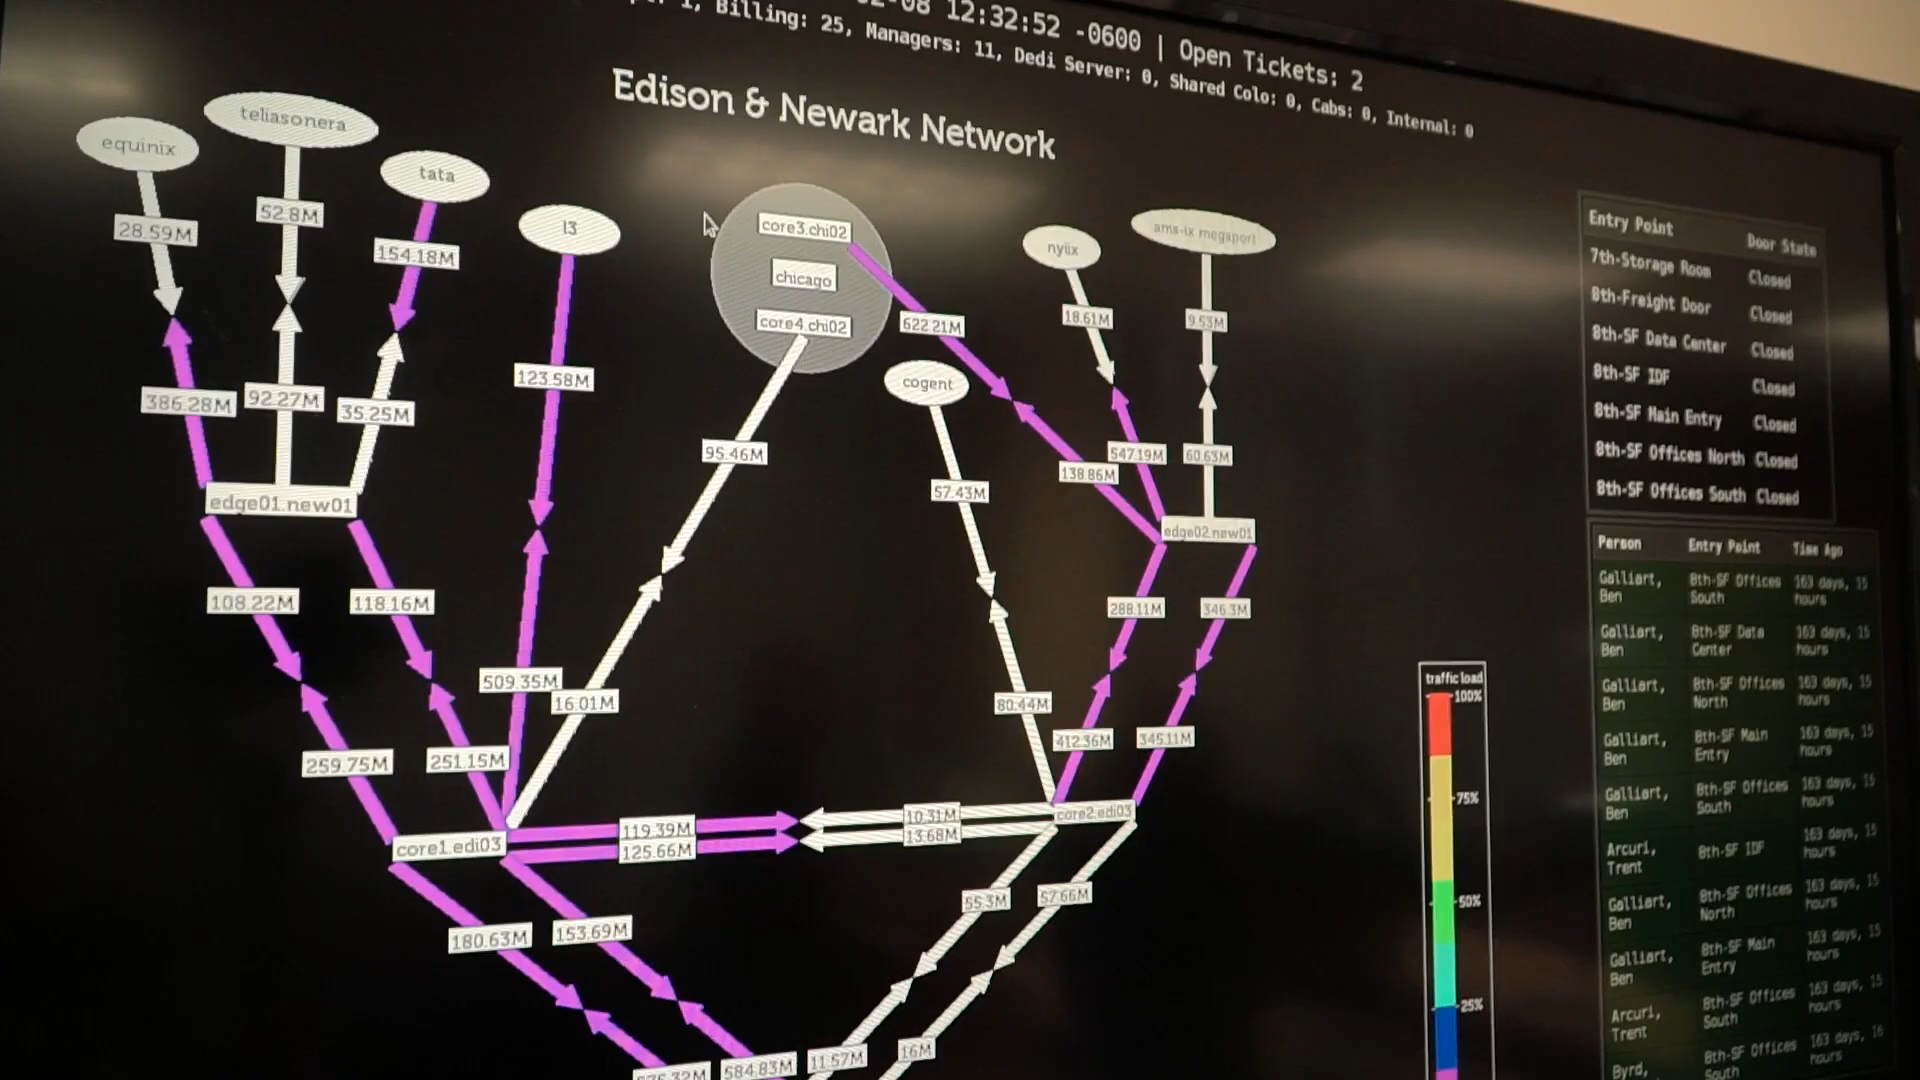 -08 12:32:52 -0600 | Open Tickets: 2
1, Billing: 25, Managers: 11, Dedi Server: 0, Shared Colo: 0, Cabs: 0, Internal: 0
Edison & Newark Network
equinix
teliasonera
tata
l3
core3.chi02
chicago
core4.chi02
nyiix
ams-ix megaport
cogent
28.59M
52.8M
154.18M
123.58M
622.21M
18.61M
9.53M
386.28M
92.27M
35.25M
95.46M
57.43M
138.86M
547.19M
60.63M
edge01.new01
edge02.new01
108.22M
118.16M
288.11M
346.3M
509.35M
16.01M
80.44M
259.75M
251.15M
412.36M
345.11M
core1.edi03
119.39M
125.66M
10.31M
13.68M
core2.edi03
180.63M
153.69M
55.3M
57.66M
584.83M
11.57M
16M
traffic load
100%
75%
50%
25%
Entry Point Door State
7th-Storage Room Closed
8th-Freight Door Closed
8th-SF Data Center Closed
8th-SF IDF Closed
8th-SF Main Entry Closed
8th-SF Offices North Closed
8th-SF Offices South Closed
Person Entry Point Time Ago
Galliart, 8th-SF Offices 163 days, 15
Ben South hours
Galliart, 8th-SF Data 163 days, 15
Ben Center hours
Galliart, 8th-SF Offices 163 days, 15
Ben North hours
Galliart, 8th-SF Main 163 days, 15
Ben Entry hours
Galliart, 8th-SF Offices 163 days, 15
Ben South hours
Arcuri, 8th-SF IDF 163 days, 15
Trent hours
Galliart, 8th-SF Offices 163 days, 15
Ben North hours
Galliart, 8th-SF Main 163 days, 15
Ben Entry hours
Arcuri, 8th-SF Offices 163 days, 15
Trent South hours
Byrd, 8th-SF Offices 163 days, 16
South hours